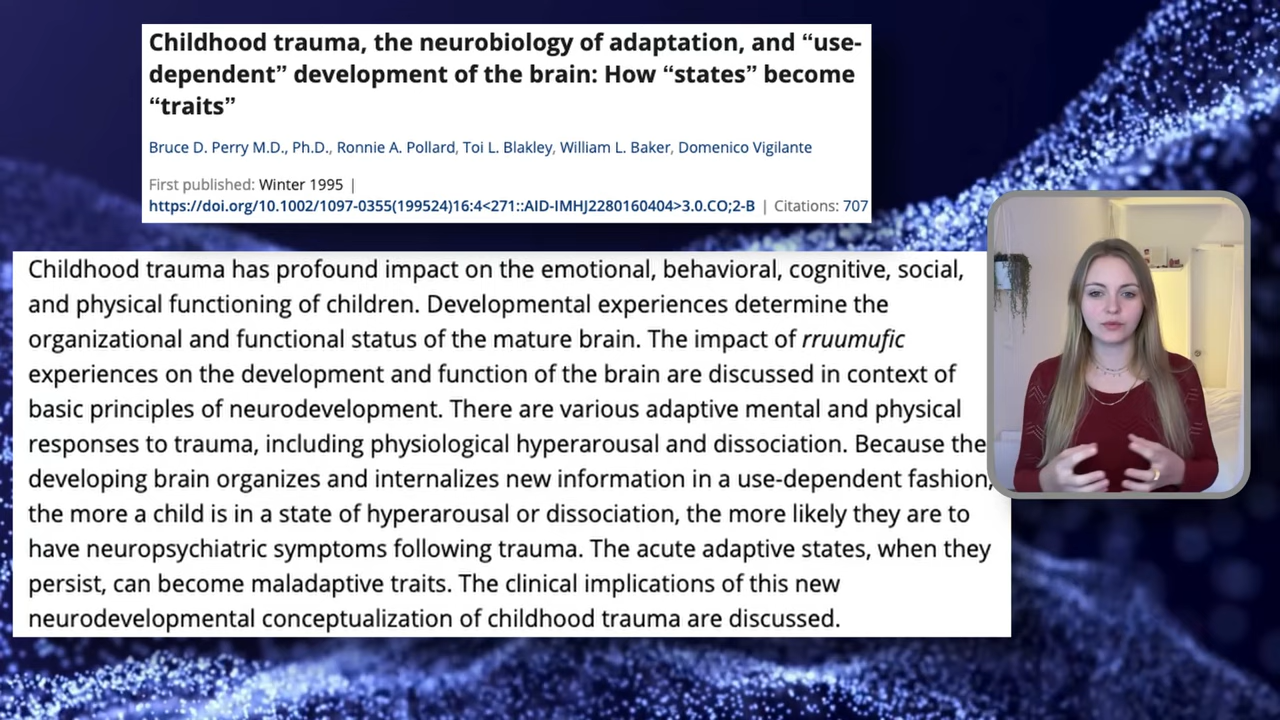 Childhood trauma, the neurobiology of adaptation, and “use-
dependent” development of the brain: How “states” become
“traits”
Bruce D. Perry M.D., Ph.D., Ronnie A. Pollard, Toi L. Blakley, William L. Baker, Domenico Vigilante
First published: Winter 1995 |
https://doi.org/10.1002/1097-0355(199524)16:4<271::AID-IMHJ2280160404>3.0.CO;2-B | Citations: 707
Childhood trauma has profound impact on the emotional, behavioral, cognitive, social,
and physical functioning of children. Developmental experiences determine the
organizational and functional status of the mature brain. The impact of rruumufic
experiences on the development and function of the brain are discussed in context of
basic principles of neurodevelopment. There are various adaptive mental and physical
responses to trauma, including physiological hyperarousal and dissociation. Because the
developing brain organizes and internalizes new information in a use-dependent fashion,
the more a child is in a state of hyperarousal or dissociation, the more likely they are to
have neuropsychiatric symptoms following trauma. The acute adaptive states, when they
persist, can become maladaptive traits. The clinical implications of this new
neurodevelopmental conceptualization of childhood trauma are discussed.